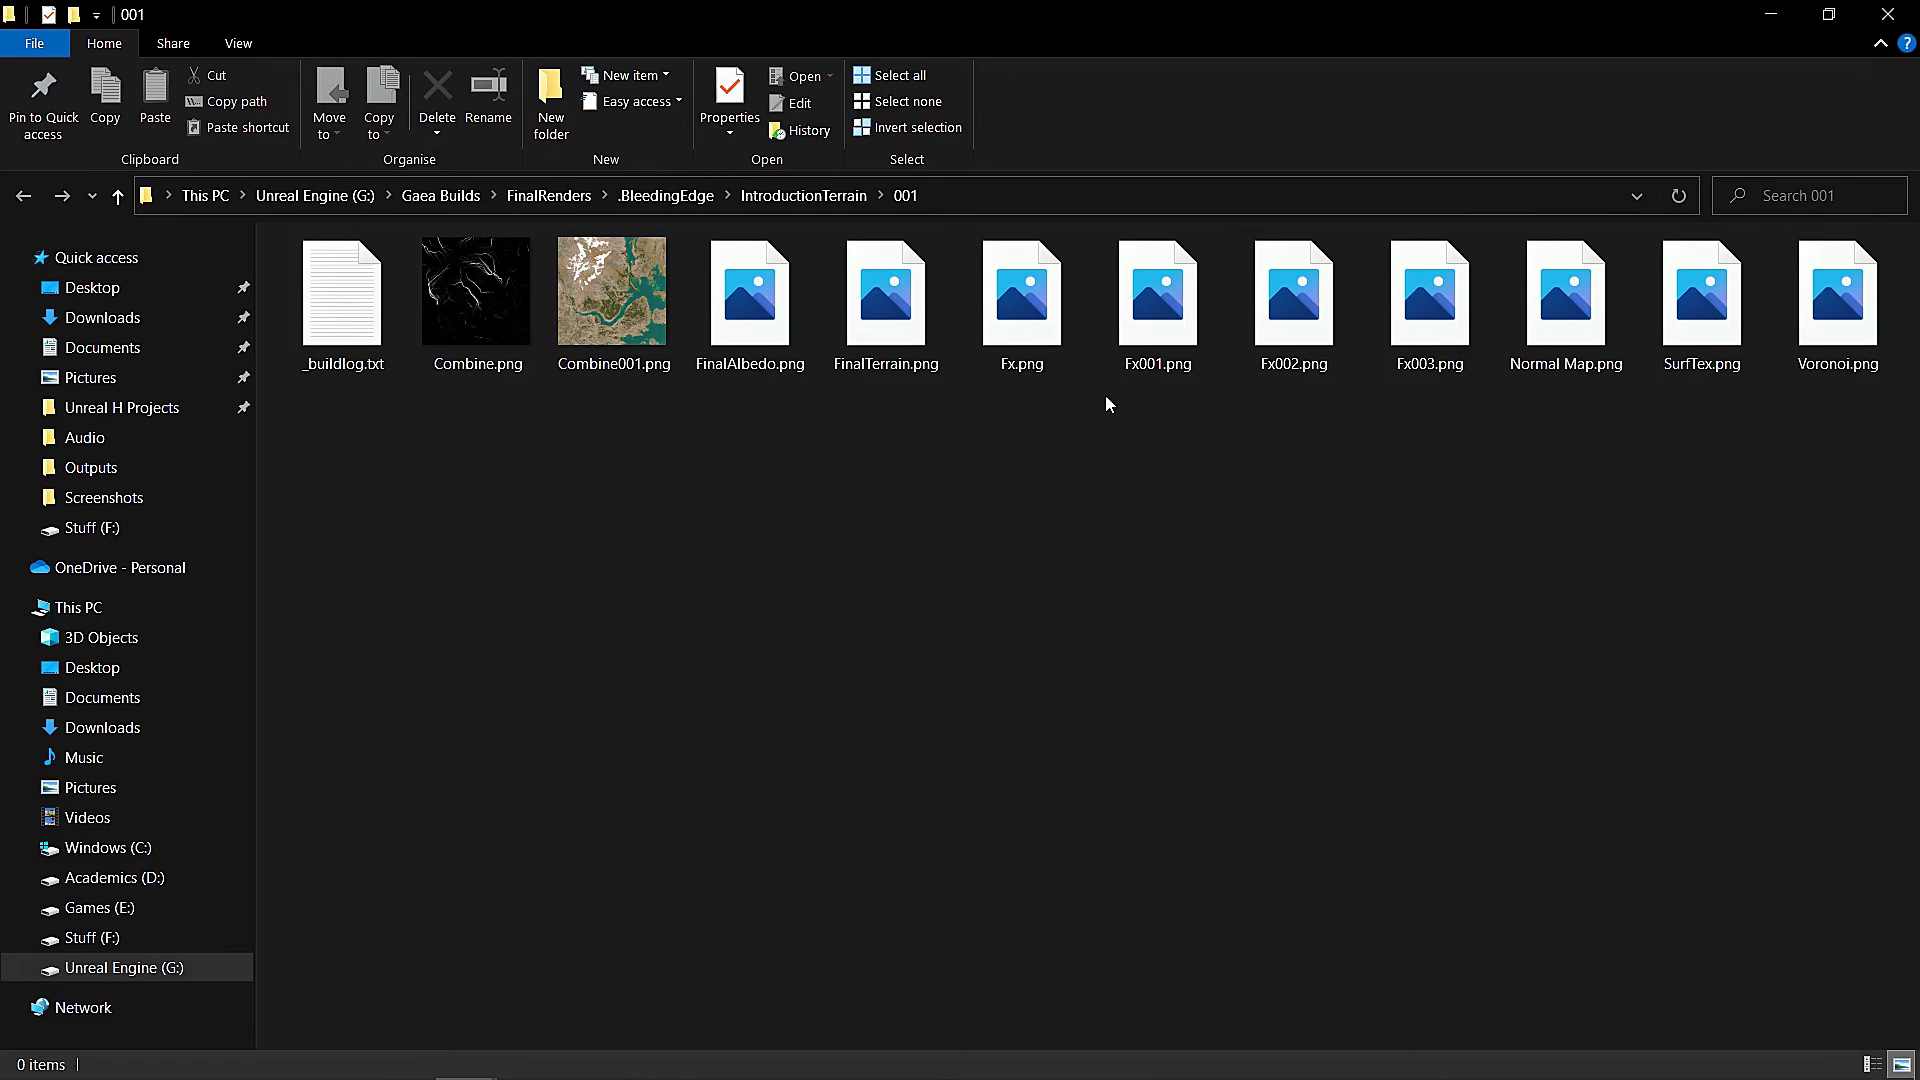 001
File Home Share View
Pin to Quick access
Copy
Paste
Cut
Copy path
Paste shortcut
Clipboard
Move to
Copy to
Delete
Rename
Organise
New folder
New item
Easy access
New
Properties
Open
Edit
History
Open
Select all
Select none
Invert selection
Select
This PC > Unreal Engine (G:) > Gaea Builds > FinalRenders > .BleedingEdge > IntroductionTerrain > 001
Search 001
Quick access
Desktop
Downloads
Documents
Pictures
Unreal H Projects
Audio
Outputs
Screenshots
Stuff (F:)
OneDrive - Personal
This PC
3D Objects
Desktop
Documents
Downloads
Music
Pictures
Videos
Windows (C:)
Academics (D:)
Games (E:)
Stuff (F:)
Unreal Engine (G:)
Network
_buildlog.txt
Combine.png
Combine001.png
FinalAlbedo.png
FinalTerrain.png
Fx.png
Fx001.png
Fx002.png
Fx003.png
Normal Map.png
SurfTex.png
Voronoi.png
0 items